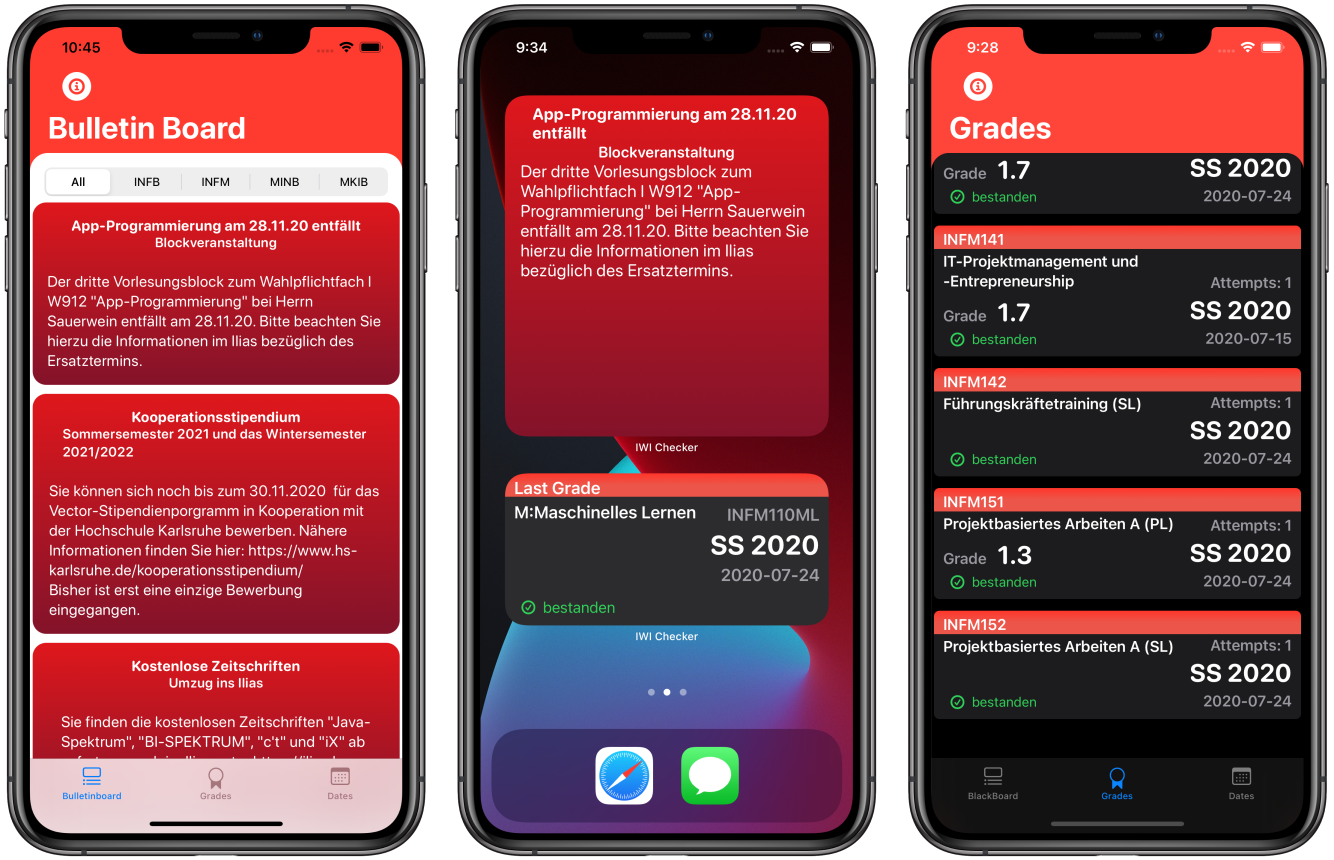 10:45
Bulletin Board
All INFB INFM MINB MKIB
App-Programmierung am 28.11.20 entfällt
Blockveranstaltung
Der dritte Vorlesungsblock zum Wahlpflichtfach I
W912 "App-Programmierung" bei Herrn
Sauerwein entfällt am 28.11.20. Bitte beachten Sie
hierzu die Informationen im Ilias bezüglich des
Ersatztermins.
Kooperationsstipendium
Sommersemester 2021 und das Wintersemester
2021/2022
Sie können sich noch bis zum 30.11.2020 für das
Vector-Stipendienporgramm in Kooperation mit
der Hochschule Karlsruhe bewerben. Nähere
Informationen finden Sie hier: https://www.hs-
karlsruhe.de/kooperationsstipendium/
Bisher ist erst eine einzige Bewerbung
eingegangen.
Kostenlose Zeitschriften
Umzug ins Ilias
Sie finden die kostenlosen Zeitschriften "Java-
Spektrum", "BI-SPEKTRUM", "c't" und "iX" ab
Bulletinboard Grades Dates
9:34
App-Programmierung am 28.11.20
entfällt
Blockveranstaltung
Der dritte Vorlesungsblock zum
Wahlpflichtfach I W912 "App-
Programmierung" bei Herrn Sauerwein
entfällt am 28.11.20. Bitte beachten Sie
hierzu die Informationen im Ilias
bezüglich des Ersatztermins.
IWI Checker
Last Grade
M:Maschinelles Lernen INFM110ML
SS 2020
2020-07-24
bestanden
IWI Checker
9:28
Grades
Grade 1.7 SS 2020
bestanden 2020-07-24
INFM141
IT-Projektmanagement und
-Entrepreneurship Attempts: 1
Grade 1.7 SS 2020
bestanden 2020-07-15
INFM142
Führungskräftetraining (SL) Attempts: 1
SS 2020
bestanden 2020-07-24
INFM151
Projektbasiertes Arbeiten A (PL) Attempts: 1
Grade 1.3 SS 2020
bestanden 2020-07-24
INFM152
Projektbasiertes Arbeiten A (SL) Attempts: 1
SS 2020
bestanden 2020-07-24
BlackBoard Grades Dates